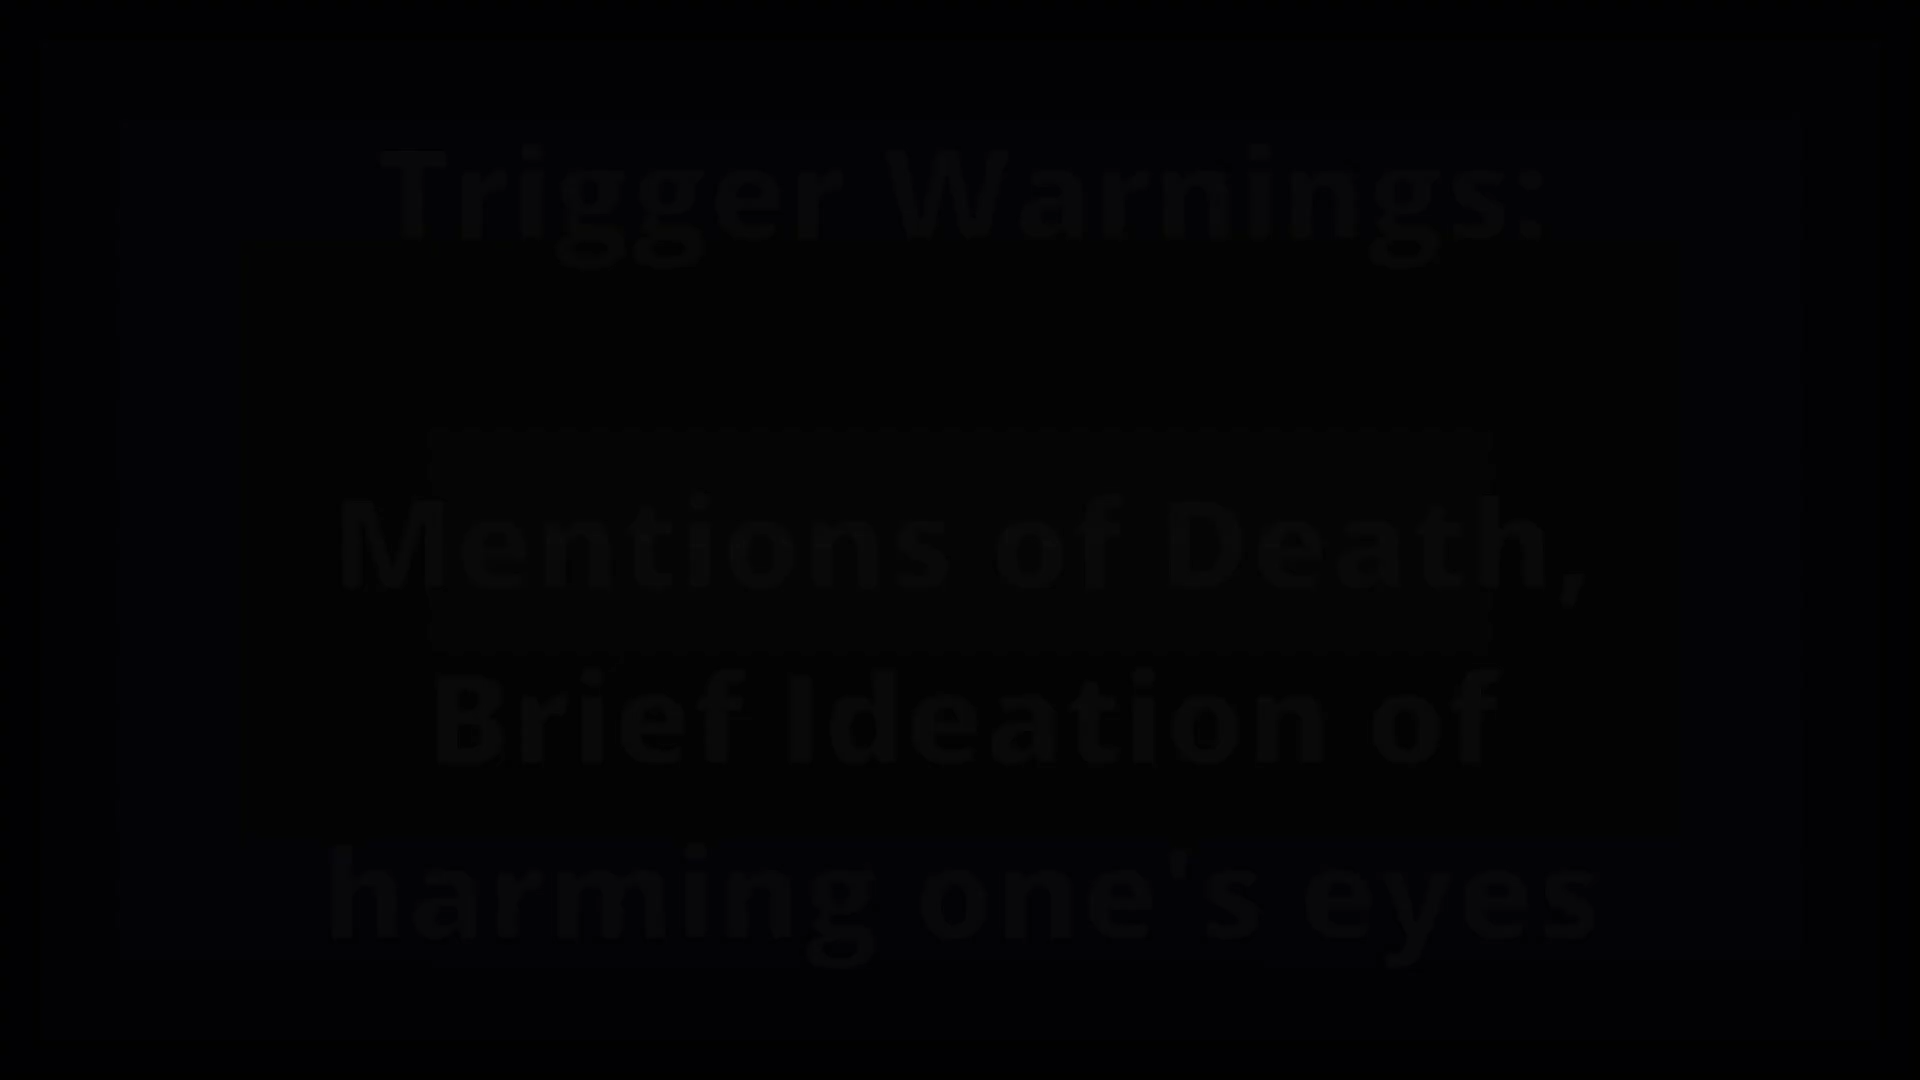 Trigger Warnings:
Mentions of Death,
Brief Ideation of
harming one's eyes